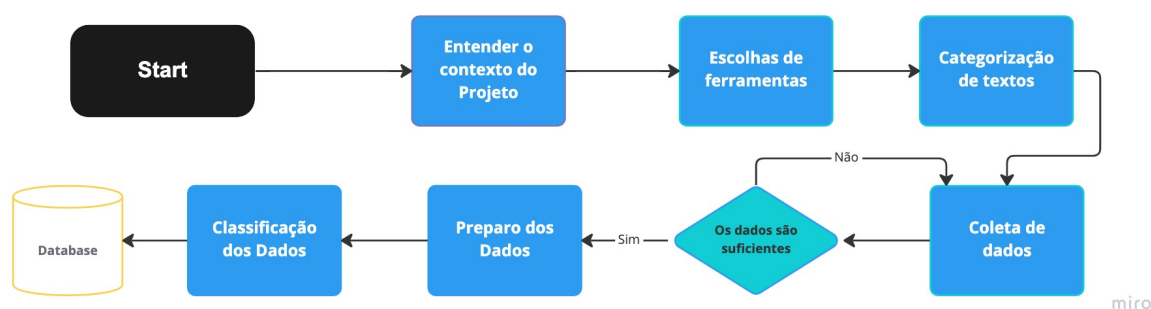 Start
Entender o
contexto do
Projeto
Escolhas de
ferramentas
Categorização
de textos
Não
Database
Classificação
dos Dados
Preparo dos
Dados
Sim
Os dados são
suficientes
Coleta de
dados
miro